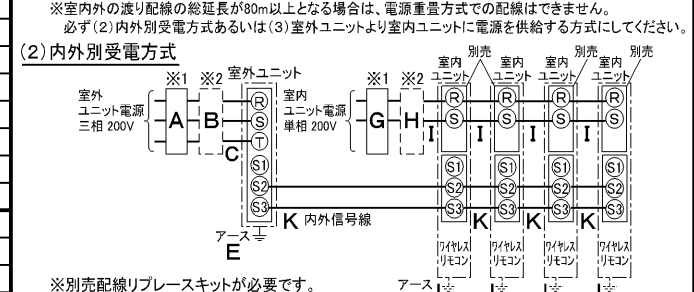 ※室内外の渡り配線の総延長が80m以上となる場合は、電源重畳方式での配線はできません。
必ず(2)内外別受電方式あるいは(3)室外ユニットより室内ユニットに電源を供給する方式にしてください。
(2)内外別受電方式
※1 ※2 室外ユニット ※1 ※2 室内ユニット 別売 室内ユニット 室内ユニット 別売 室内ユニット 別売
室外ユニット電源 三相 200V A B R S T C
室内ユニット電源 単相 200V G H R S I R S I R S I R S I
S1 S1 S1 S1 S1
S2 S2 S2 S2 S2
S3 K 内外信号線 S3 K S3 K S3 K S3
アース E
ワイヤレスリモコン ワイヤレスリモコン ワイヤレスリモコン ワイヤレスリモコン
※別売配線リプレースキットが必要です。
アース